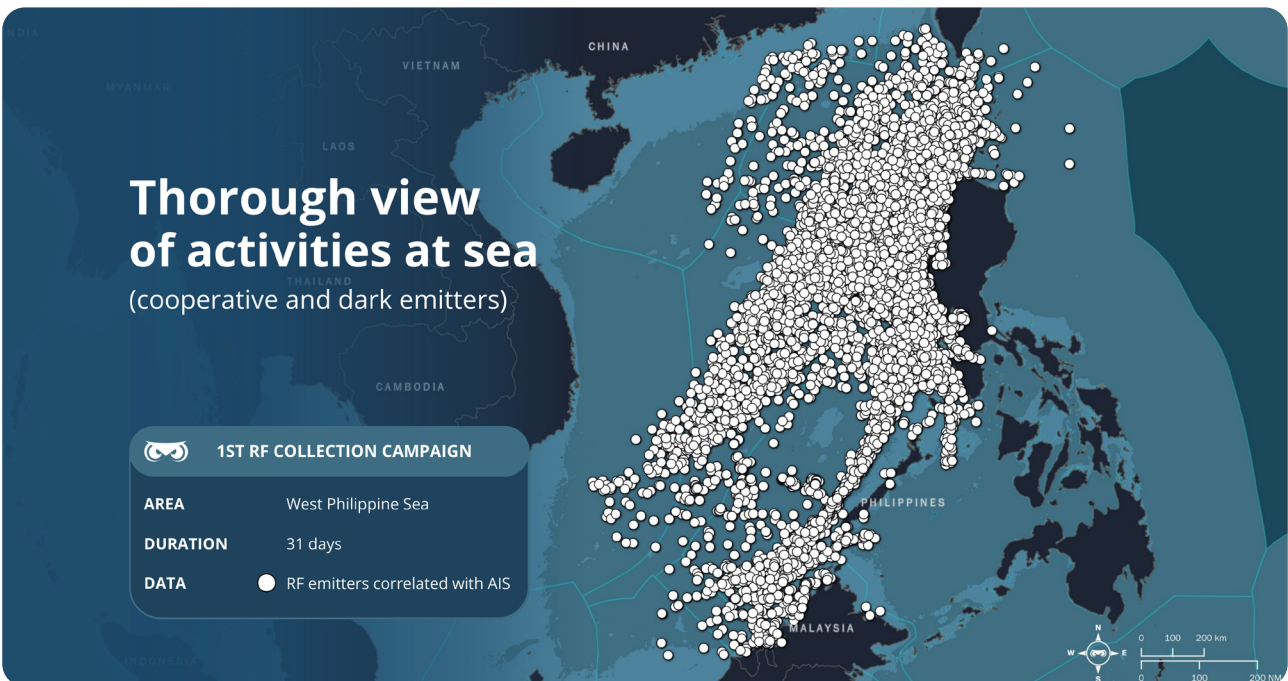 INDIA
CHINA
VIETNAM
MYANMAR
LAOS
Thorough view
of activities at sea
THAILAND
(cooperative and dark emitters)
CAMBODIA
1ST RF COLLECTION CAMPAIGN
AREA West Philippine Sea
DURATION 31 days
DATA RF emitters correlated with AIS
PHILIPPINES
MALAYSIA
INDONESIA
N
W E
S
0 100 200 km
0 100 200 NM